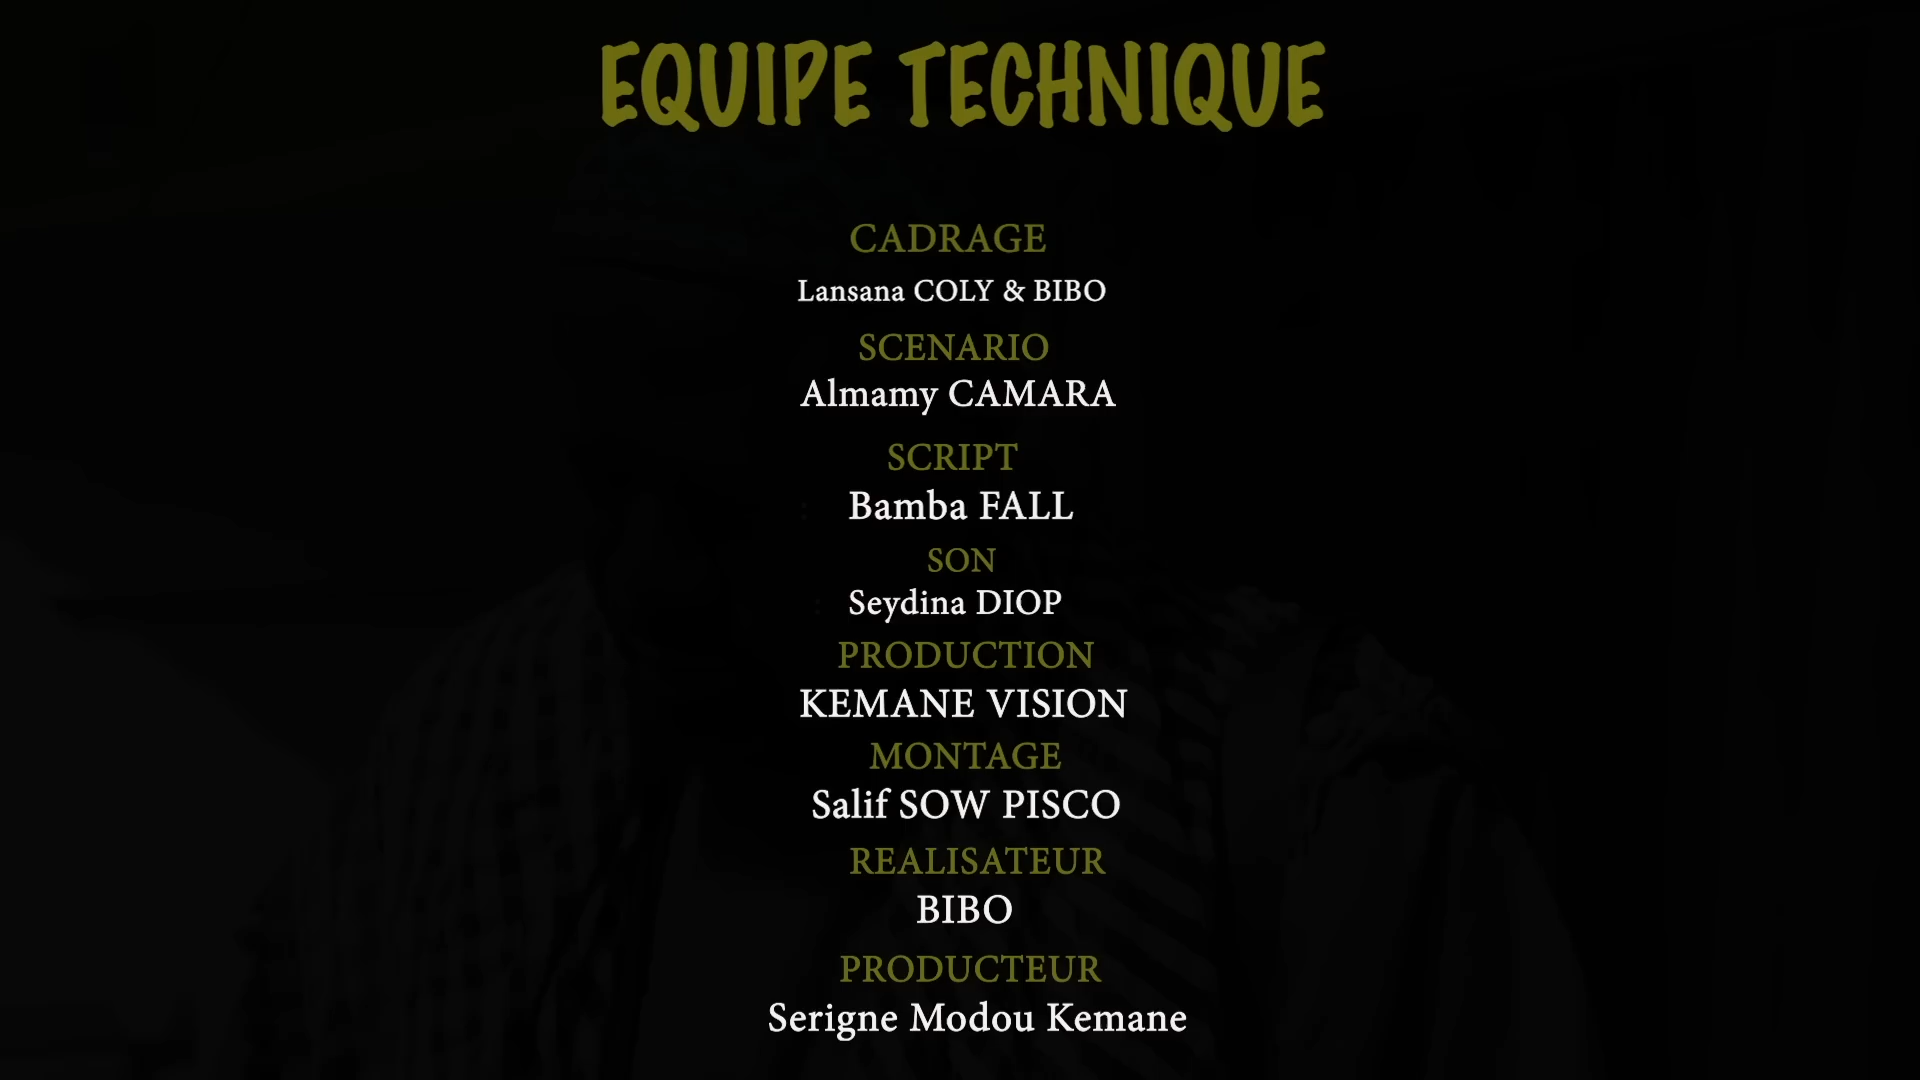 EQUIPE TECHNIQUE
CADRAGE
Lansana COLY & BIBO
SCENARIO
Almamy CAMARA
SCRIPT
Bamba FALL
SON
Seydina DIOP
PRODUCTION
KEMANE VISION
MONTAGE
Salif SOW PISCO
REALISATEUR
BIBO
PRODUCTEUR
Serigne Modou Kemane